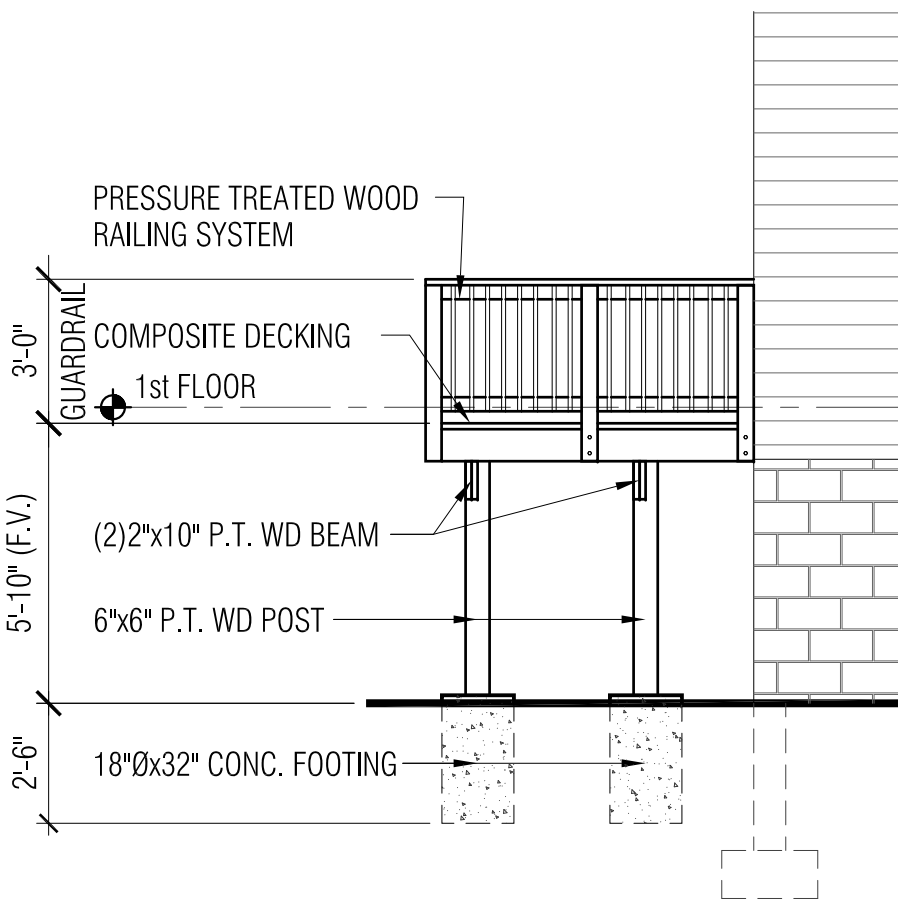 PRESSURE TREATED WOOD
RAILING SYSTEM
3'-0"
GUARDRAIL
COMPOSITE DECKING
1st FLOOR
5'-10" (F.V.)
(2)2"x10" P.T. WD BEAM
6"x6" P.T. WD POST
2'-6"
18"Øx32" CONC. FOOTING